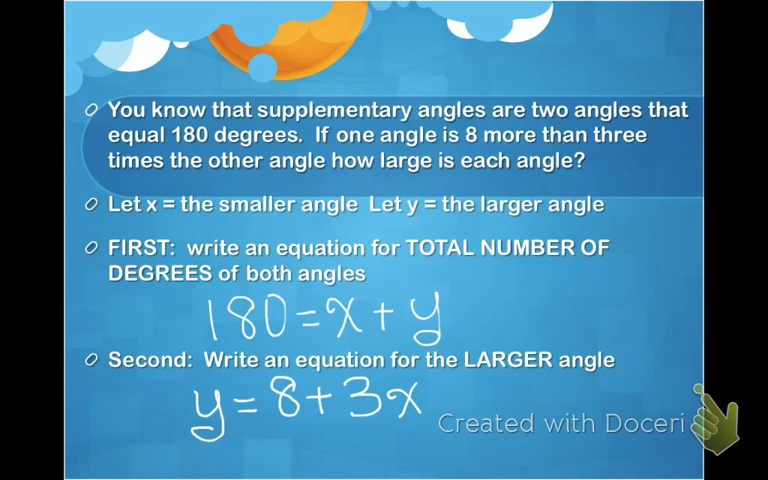 You know that supplementary angles are two angles that
equal 180 degrees.  If one angle is 8 more than three
times the other angle how large is each angle?
Let x = the smaller angle  Let y = the larger angle
FIRST:  write an equation for TOTAL NUMBER OF
DEGREES of both angles
180=x+y
Second:  Write an equation for the LARGER angle
y=8+3x
Created with Doceri